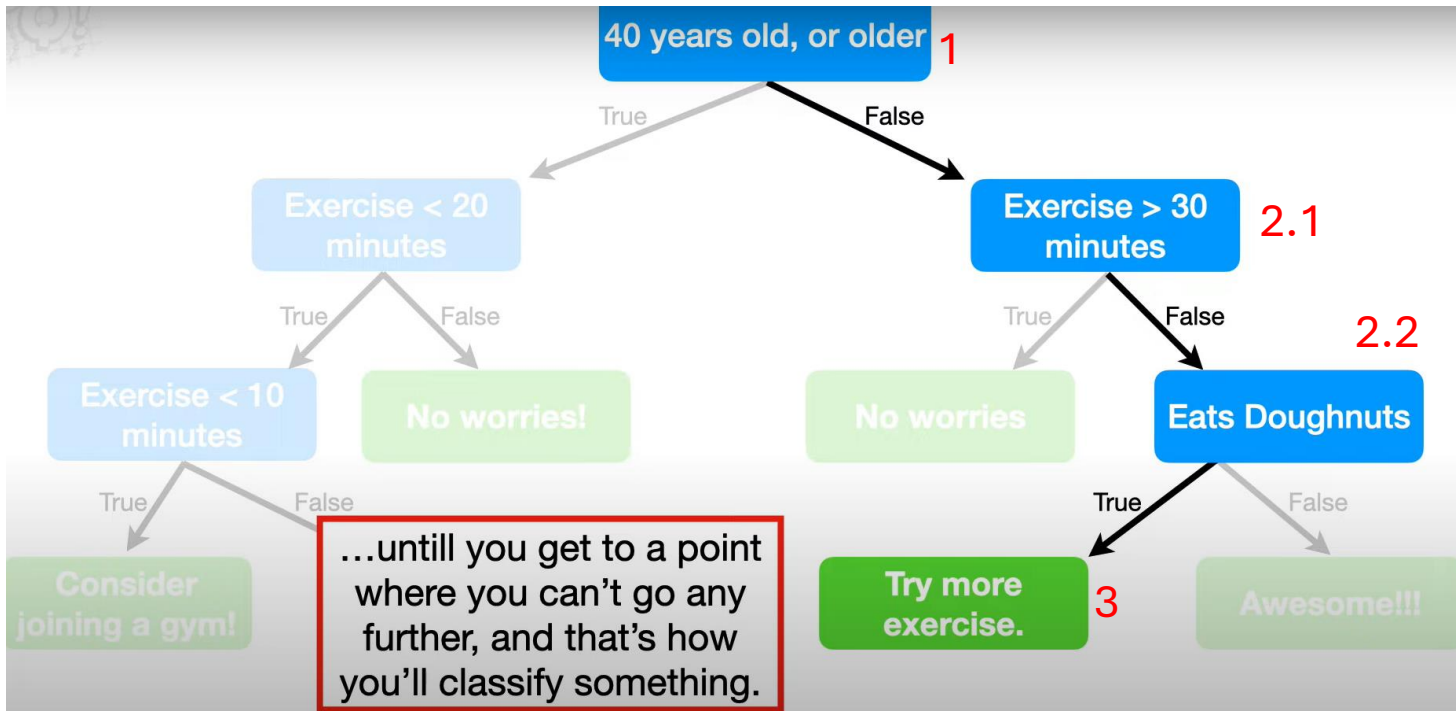 40 years old, or older
1
True
False
Exercise < 20
minutes
Exercise > 30
minutes
2.1
True
False
True
False
2.2
Exercise < 10
minutes
No worries!
No worries
Eats Doughnuts
True
False
True
False
Consider
joining a gym!
...untill you get to a point
where you can't go any
further, and that's how
you'll classify something.
Try more
exercise.
3
Awesome!!!